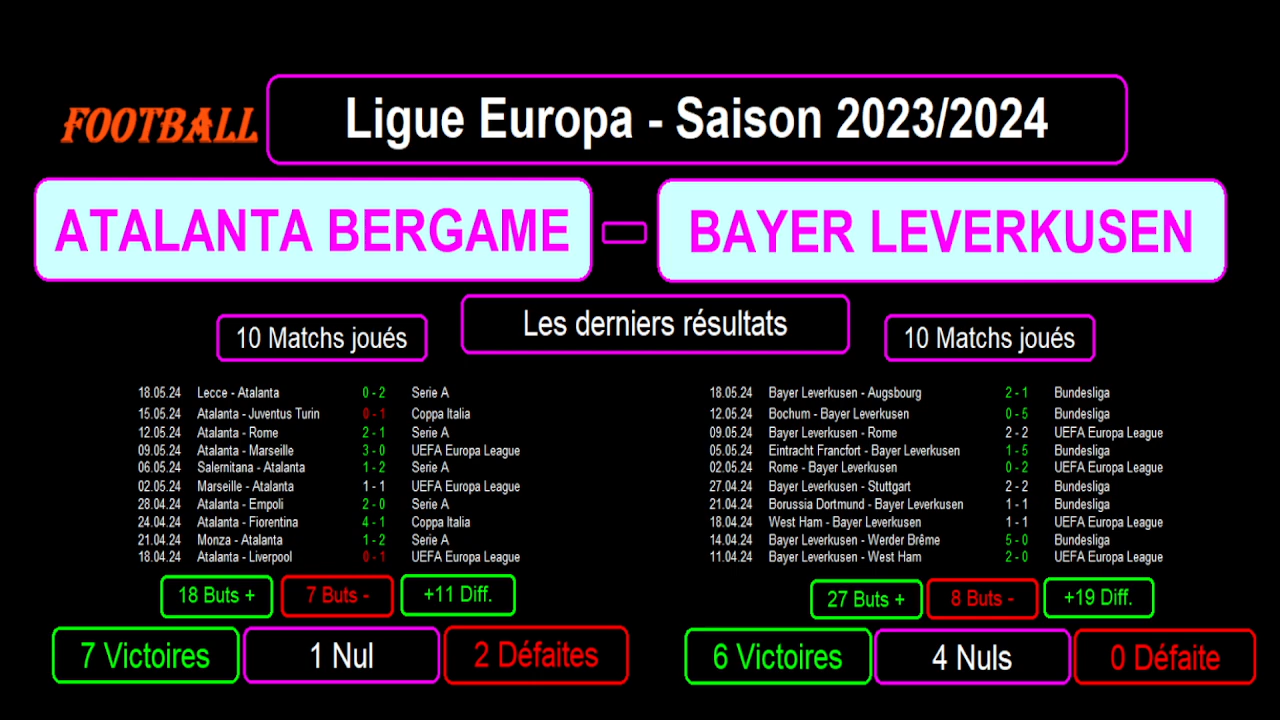 FOOTBALL
Ligue Europa - Saison 2023/2024
ATALANTA BERGAME - BAYER LEVERKUSEN
Les derniers résultats
10 Matchs joués
18.05.24 Lecce - Atalanta 0 - 2 Serie A
15.05.24 Atalanta - Juventus Turin 0 - 1 Coppa Italia
12.05.24 Atalanta - Rome 2 - 1 Serie A
09.05.24 Atalanta - Marseille 3 - 0 UEFA Europa League
06.05.24 Salernitana - Atalanta 1 - 2 Serie A
02.05.24 Marseille - Atalanta 1 - 1 UEFA Europa League
28.04.24 Atalanta - Empoli 2 - 0 Serie A
24.04.24 Atalanta - Fiorentina 4 - 1 Coppa Italia
21.04.24 Monza - Atalanta 1 - 2 Serie A
18.04.24 Atalanta - Liverpool 0 - 1 UEFA Europa League
18 Buts + 7 Buts - +11 Diff.
7 Victoires 1 Nul 2 Défaites
10 Matchs joués
18.05.24 Bayer Leverkusen - Augsbourg 2 - 1 Bundesliga
12.05.24 Bochum - Bayer Leverkusen 0 - 5 Bundesliga
09.05.24 Bayer Leverkusen - Rome 2 - 2 UEFA Europa League
05.05.24 Eintracht Francfort - Bayer Leverkusen 1 - 5 Bundesliga
02.05.24 Rome - Bayer Leverkusen 0 - 2 UEFA Europa League
27.04.24 Bayer Leverkusen - Stuttgart 2 - 2 Bundesliga
21.04.24 Borussia Dortmund - Bayer Leverkusen 1 - 1 Bundesliga
18.04.24 West Ham - Bayer Leverkusen 1 - 1 UEFA Europa League
14.04.24 Bayer Leverkusen - Werder Brême 5 - 0 Bundesliga
11.04.24 Bayer Leverkusen - West Ham 2 - 0 UEFA Europa League
27 Buts + 8 Buts - +19 Diff.
6 Victoires 4 Nuls 0 Défaite